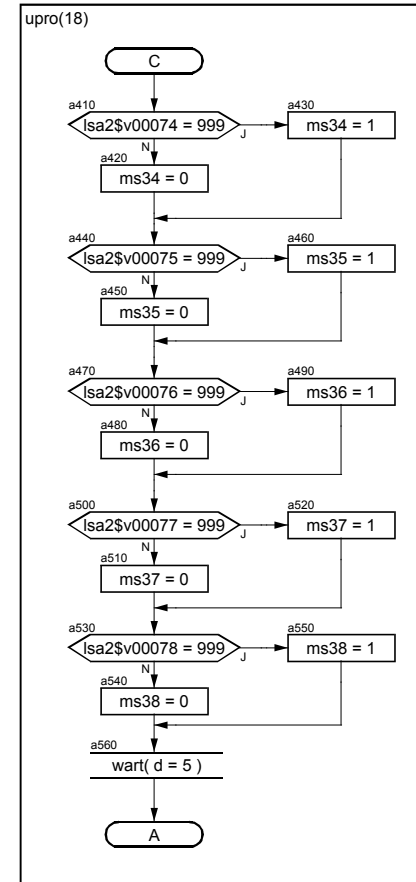 upro(18)
C
a410
lsa2$v00074 = 999
J
N
a430
ms34 = 1
a420
ms34 = 0
a440
lsa2$v00075 = 999
J
N
a460
ms35 = 1
a450
ms35 = 0
a470
lsa2$v00076 = 999
J
N
a490
ms36 = 1
a480
ms36 = 0
a500
lsa2$v00077 = 999
J
N
a520
ms37 = 1
a510
ms37 = 0
a530
lsa2$v00078 = 999
J
N
a550
ms38 = 1
a540
ms38 = 0
a560
wart( d = 5 )
A